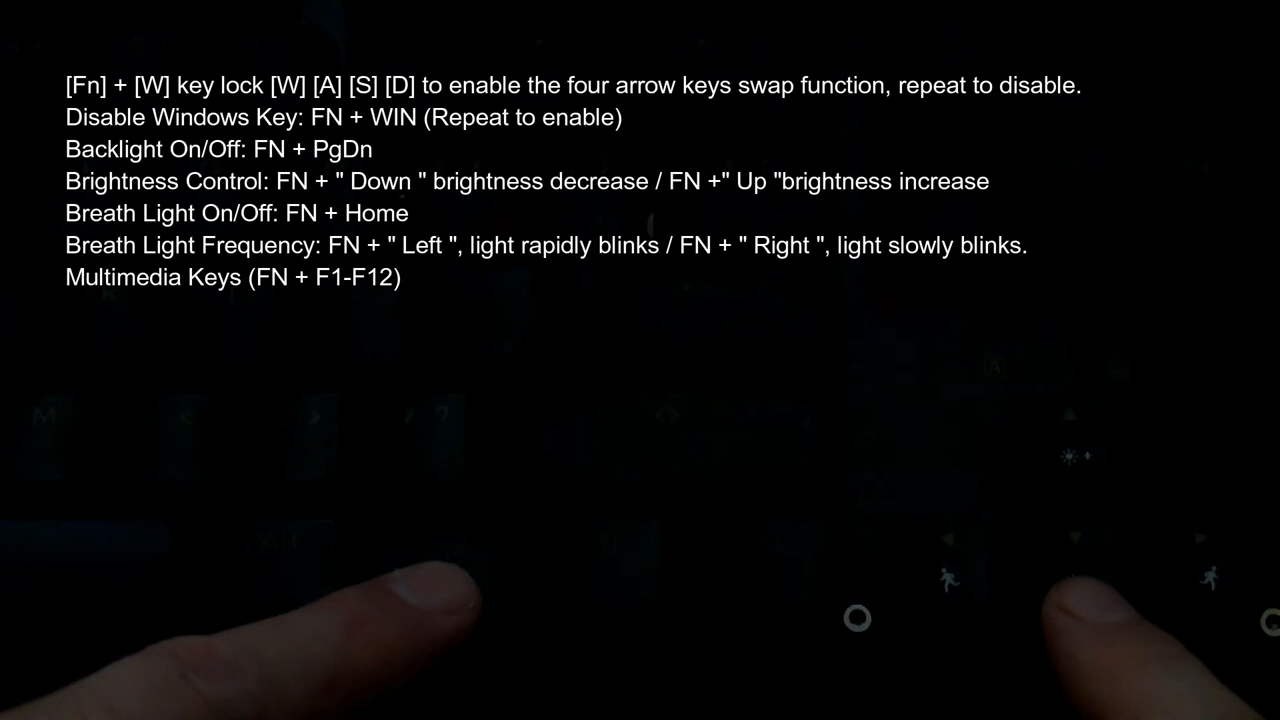 [Fn] + [W] key lock [W] [A] [S] [D] to enable the four arrow keys swap function, repeat to disable.
Disable Windows Key: FN + WIN (Repeat to enable)
Backlight On/Off: FN + PgDn
Brightness Control: FN + " Down " brightness decrease / FN +" Up "brightness increase
Breath Light On/Off: FN + Home
Breath Light Frequency: FN + " Left ", light rapidly blinks / FN + " Right ", light slowly blinks.
Multimedia Keys (FN + F1-F12)
A
M < > / ?